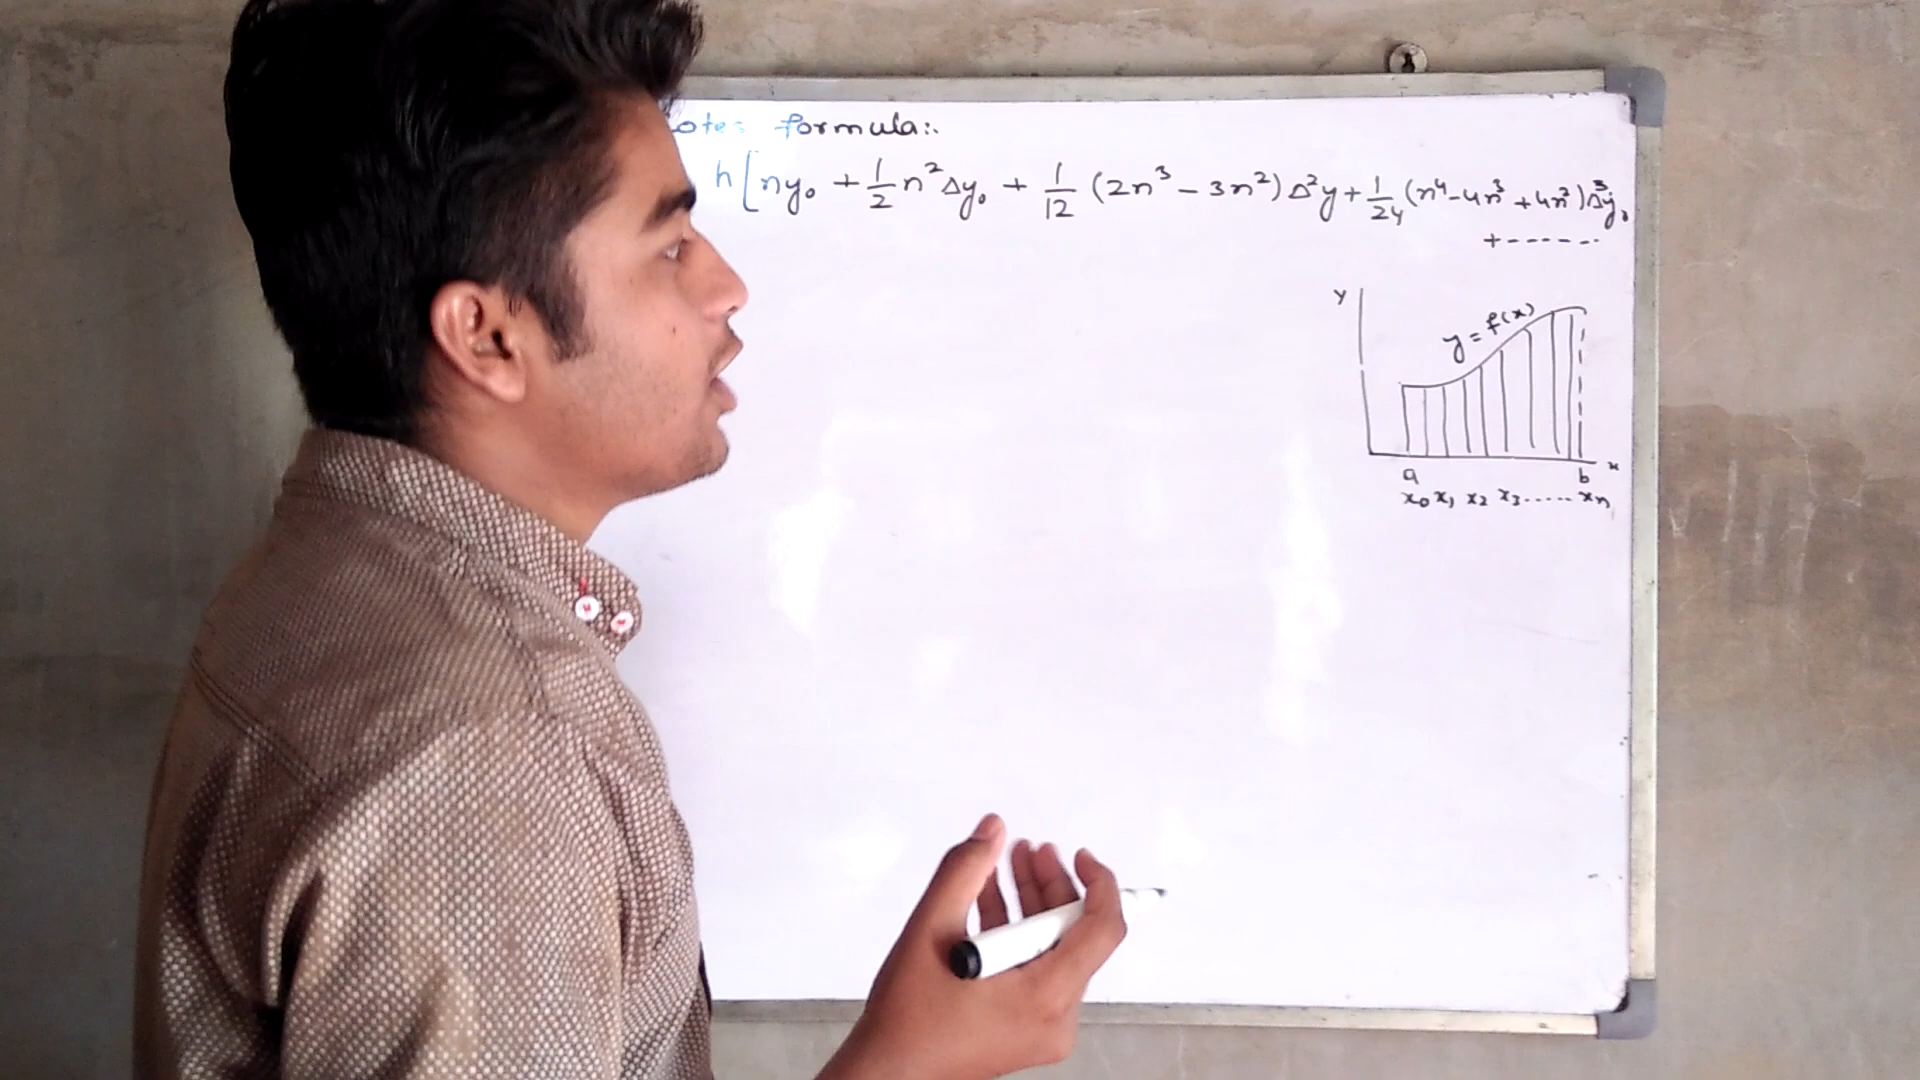 otes formula:.
h[ny₀ + 1/2 n²Δy₀ + 1/12 (2n³ - 3n²)Δ²y + 1/24 (n⁴ - 4n³ + 4n²)Δ³y₀
+ - - - - - -
y
y = f(x)
a b x
x₀ x₁ x₂ x₃ ..... xₙ